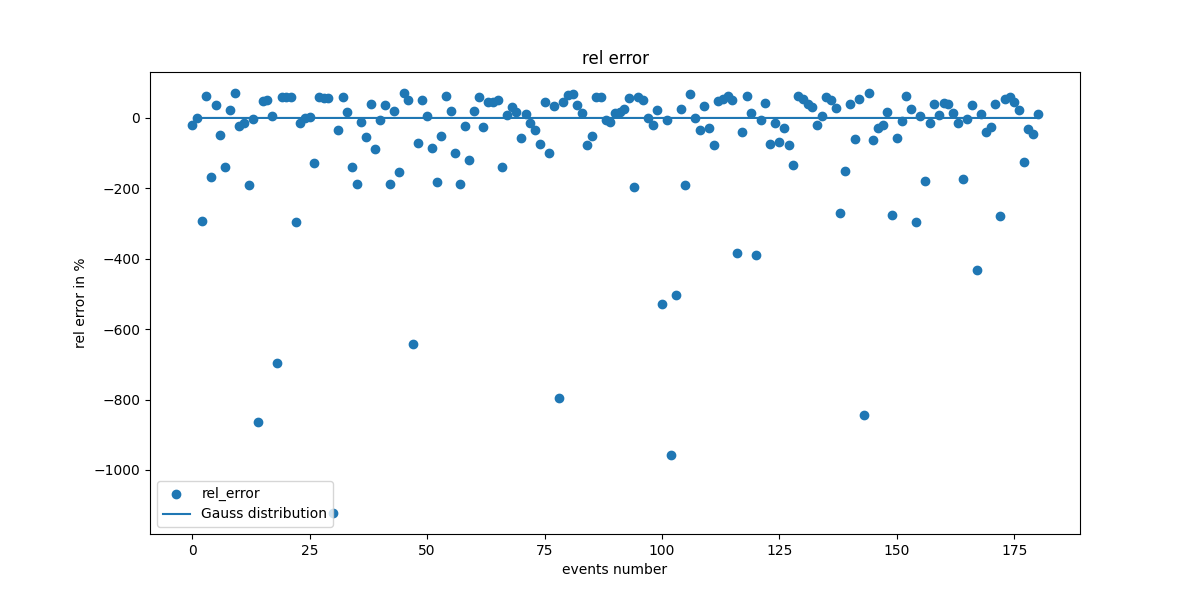 rel error
0
−200
−400
−600
−800
−1000
rel error in %
rel_error
Gauss distribution
0
25
50
75
100
125
150
175
events number